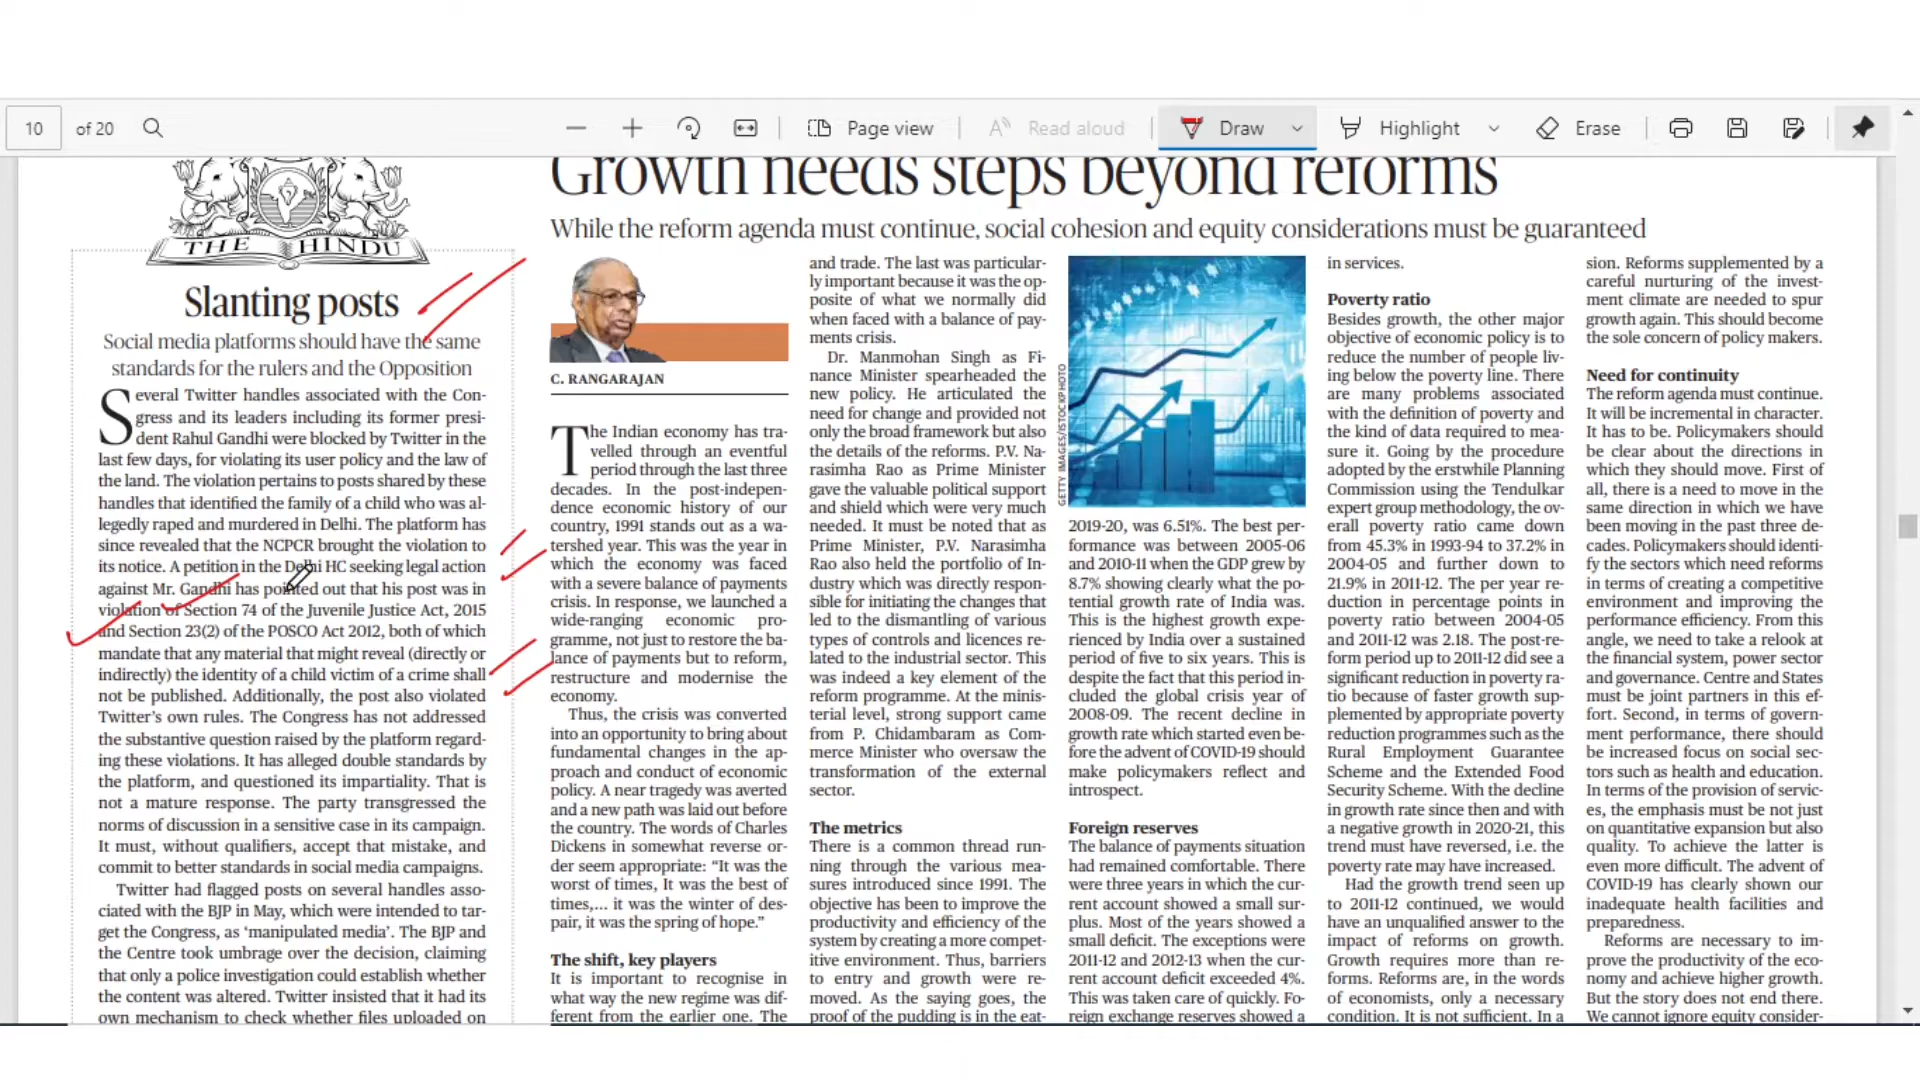 10 of 20
Page view
Read aloud
Draw
Highlight
Erase
Growth needs steps beyond reforms
While the reform agenda must continue, social cohesion and equity considerations must be guaranteed
THE HINDU
Slanting posts
Social media platforms should have the same
standards for the rulers and the Opposition
Several Twitter handles associated with the Con-
gress and its leaders including its former presi-
dent Rahul Gandhi were blocked by Twitter in the
last few days, for violating its user policy and the law of
the land. The violation pertains to posts shared by these
handles that identified the family of a child who was al-
legedly raped and murdered in Delhi. The platform has
since revealed that the NCPCR brought the violation to
its notice. A petition in the Delhi HC seeking legal action
against Mr. Gandhi has pointed out that his post was in
violation of Section 74 of the Juvenile Justice Act, 2015
and Section 23(2) of the POSCO Act 2012, both of which
mandate that any material that might reveal (directly or
indirectly) the identity of a child victim of a crime shall
not be published. Additionally, the post also violated
Twitter's own rules. The Congress has not addressed
the substantive question raised by the platform regard-
ing these violations. It has alleged double standards by
the platform, and questioned its impartiality. That is
not a mature response. The party transgressed the
norms of discussion in a sensitive case in its campaign.
It must, without qualifiers, accept that mistake, and
commit to better standards in social media campaigns.
Twitter had flagged posts on several handles asso-
ciated with the BJP in May, which were intended to tar-
get the Congress, as 'manipulated media'. The BJP and
the Centre took umbrage over the decision, claiming
that only a police investigation could establish whether
the content was altered. Twitter insisted that it had its
own mechanism to check whether files uploaded on
C. RANGARAJAN
The Indian economy has tra-
velled through an eventful
period through the last three
decades. In the post-indepen-
dence economic history of our
country, 1991 stands out as a wa-
tershed year. This was the year in
which the economy was faced
with a severe balance of payments
crisis. In response, we launched a
wide-ranging economic pro-
gramme, not just to restore the ba-
lance of payments but to reform,
restructure and modernise the
economy.
Thus, the crisis was converted
into an opportunity to bring about
fundamental changes in the ap-
proach and conduct of economic
policy. A near tragedy was averted
and a new path was laid out before
the country. The words of Charles
Dickens in somewhat reverse or-
der seem appropriate: "It was the
worst of times, It was the best of
times,... it was the winter of des-
pair, it was the spring of hope."
The shift, key players
It is important to recognise in
what way the new regime was dif-
ferent from the earlier one. The
and trade. The last was particular-
ly important because it was the op-
posite of what we normally did
when faced with a balance of pay-
ments crisis.
Dr. Manmohan Singh as Fi-
nance Minister spearheaded the
new policy. He articulated the
need for change and provided not
only the broad framework but also
the details of the reforms. P.V. Na-
rasimha Rao as Prime Minister
gave the valuable political support
and shield which were very much
needed. It must be noted that as
Prime Minister, P.V. Narasimha
Rao also held the portfolio of In-
dustry which was directly respon-
sible for initiating the changes that
led to the dismantling of various
types of controls and licences re-
lated to the industrial sector. This
was indeed a key element of the
reform programme. At the minis-
terial level, strong support came
from P. Chidambaram as Com-
merce Minister who oversaw the
transformation of the external
sector.
The metrics
There is a common thread run-
ning through the various mea-
sures introduced since 1991. The
objective has been to improve the
productivity and efficiency of the
system by creating a more compet-
itive environment. Thus, barriers
to entry and growth were re-
moved. As the saying goes, the
proof of the pudding is in the eat-
GETTY IMAGES/ISTOCKPHOTO
2019-20, was 6.51%. The best per-
formance was between 2005-06
and 2010-11 when the GDP grew by
8.7% showing clearly what the po-
tential growth rate of India was.
This is the highest growth expe-
rienced by India over a sustained
period of five to six years. This is
despite the fact that this period in-
cluded the global crisis year of
2008-09. The recent decline in
growth rate which started even be-
fore the advent of COVID-19 should
make policymakers reflect and
introspect.
Foreign reserves
The balance of payments situation
had remained comfortable. There
were three years in which the cur-
rent account showed a small sur-
plus. Most of the years showed a
small deficit. The exceptions were
2011-12 and 2012-13 when the cur-
rent account deficit exceeded 4%.
This was taken care of quickly. Fo-
reign exchange reserves showed a
in services.
Poverty ratio
Besides growth, the other major
objective of economic policy is to
reduce the number of people liv-
ing below the poverty line. There
are many problems associated
with the definition of poverty and
the kind of data required to mea-
sure it. Going by the procedure
adopted by the erstwhile Planning
Commission using the Tendulkar
expert group methodology, the ov-
erall poverty ratio came down
from 45.3% in 1993-94 to 37.2% in
2004-05 and further down to
21.9% in 2011-12. The per year re-
duction in percentage points in
poverty ratio between 2004-05
and 2011-12 was 2.18. The post-re-
form period up to 2011-12 did see a
significant reduction in poverty ra-
tio because of faster growth sup-
plemented by appropriate poverty
reduction programmes such as the
Rural Employment Guarantee
Scheme and the Extended Food
Security Scheme. With the decline
in growth rate since then and with
a negative growth in 2020-21, this
trend must have reversed, i.e. the
poverty rate may have increased.
Had the growth trend seen up
to 2011-12 continued, we would
have an unqualified answer to the
impact of reforms on growth.
Growth requires more than re-
forms. Reforms are, in the words
of economists, only a necessary
condition. It is not sufficient. In a
sion. Reforms supplemented by a
careful nurturing of the invest-
ment climate are needed to spur
growth again. This should become
the sole concern of policy makers.
Need for continuity
The reform agenda must continue.
It will be incremental in character.
It has to be. Policymakers should
be clear about the directions in
which they should move. First of
all, there is a need to move in the
same direction in which we have
been moving in the past three de-
cades. Policymakers should identi-
fy the sectors which need reforms
in terms of creating a competitive
environment and improving the
performance efficiency. From this
angle, we need to take a relook at
the financial system, power sector
and governance. Centre and States
must be joint partners in this ef-
fort. Second, in terms of govern-
ment performance, there should
be increased focus on social sec-
tors such as health and education.
In terms of the provision of servic-
es, the emphasis must be not just
on quantitative expansion but also
quality. To achieve the latter is
even more difficult. The advent of
COVID-19 has clearly shown our
inadequate health facilities and
preparedness.
Reforms are necessary to im-
prove the productivity of the eco-
nomy and achieve higher growth.
But the story does not end there.
We cannot ignore equity consider-